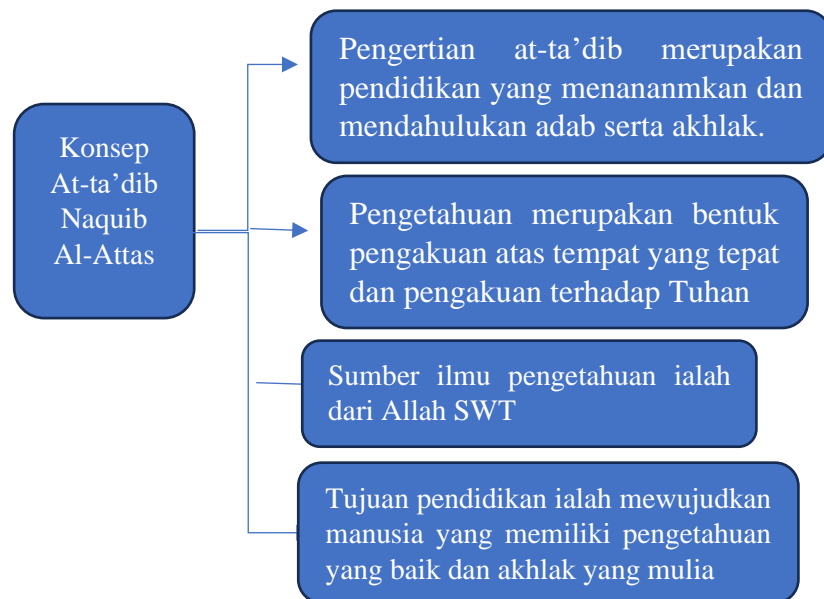 Konsep
At-ta’dib
Naquib
Al-Attas
Pengertian at-ta’dib merupakan
pendidikan yang menananmkan dan
mendahulukan adab serta akhlak.
Pengetahuan merupakan bentuk
pengakuan atas tempat yang tepat
dan pengakuan terhadap Tuhan
Sumber ilmu pengetahuan ialah
dari Allah SWT
Tujuan pendidikan ialah mewujudkan
manusia yang memiliki pengetahuan
yang baik dan akhlak yang mulia